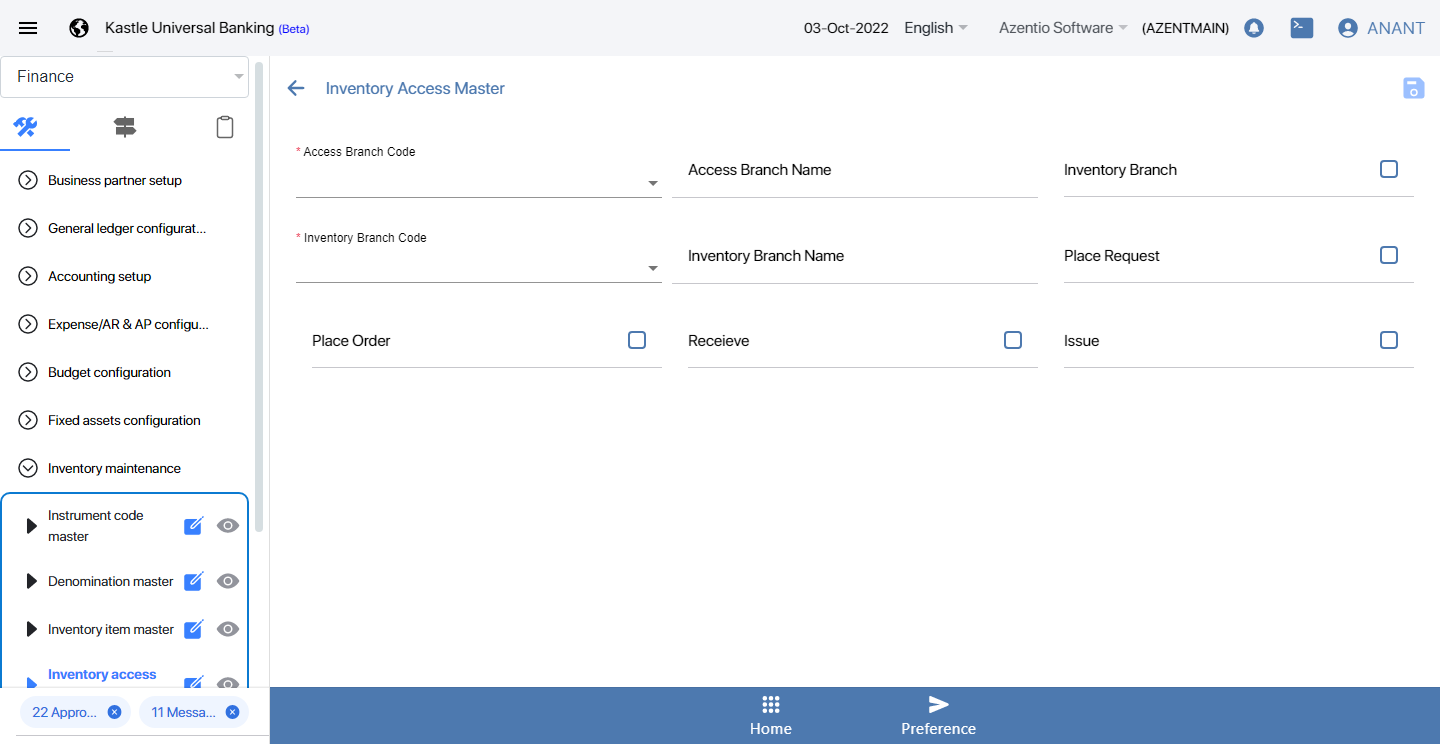 Kastle Universal Banking (Beta)
03-Oct-2022
English
Azentio Software
(AZENTMAIN)
ANANT
Finance
Business partner setup
General ledger configurat...
Accounting setup
Expense/AR & AP configu...
Budget configuration
Fixed assets configuration
Inventory maintenance
Instrument code
master
Denomination master
Inventory item master
Inventory access
22 Appro...
11 Messa...
Inventory Access Master
* Access Branch Code
Access Branch Name
Inventory Branch
* Inventory Branch Code
Inventory Branch Name
Place Request
Place Order
Receieve
Issue
Home
Preference